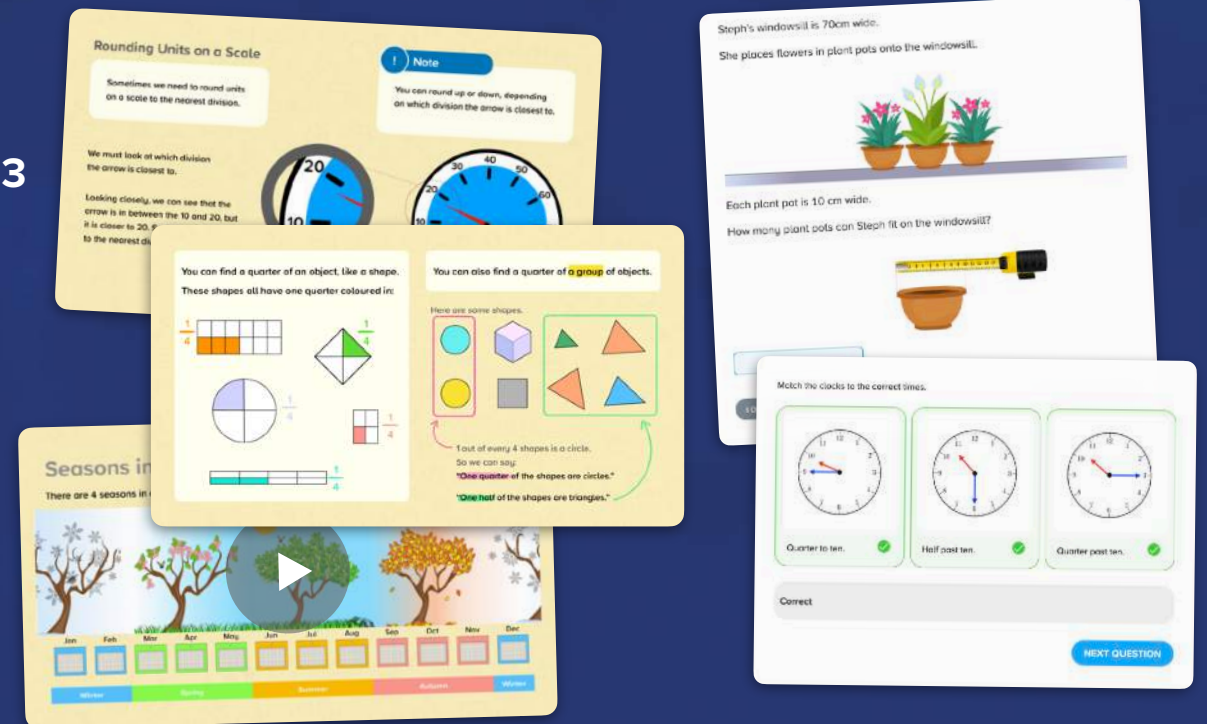 3
Rounding Units on a Scale
Sometimes we need to round units
on a scale to the nearest division.
! Note
You can round up or down, depending
on which division the arrow is closest to.
We must look at which division
the arrow is closest to.
Looking closely, we can see that the
arrow is in between the 10 and 20, but
it is closer to 20.
to the nearest
20
10
10
20
30
40
50
60
You can find a quarter of an object, like a shape.
These shapes all have one quarter coloured in:
1/4
1/4
1/4
1/4
1/4
You can also find a quarter of a group of objects.
Here are some shapes.
1 out of every 4 shapes is a circle.
So we can say:
"One quarter of the shapes are circles."
"One half of the shapes are triangles."
Seasons in
There are 4 seasons in
Jan Feb Mar Apr May Jun Jul Aug Sep Oct Nov Dec
Winter Spring Summer Autumn Winter
Steph's windowsill is 70cm wide.
She places flowers in plant pots onto the windowsill.
Each plant pot is 10 cm wide.
How many plant pots can Steph fit on the windowsill?
Match the clocks to the correct times.
Quarter to ten.
Half past ten.
Quarter past ten.
Correct
NEXT QUESTION